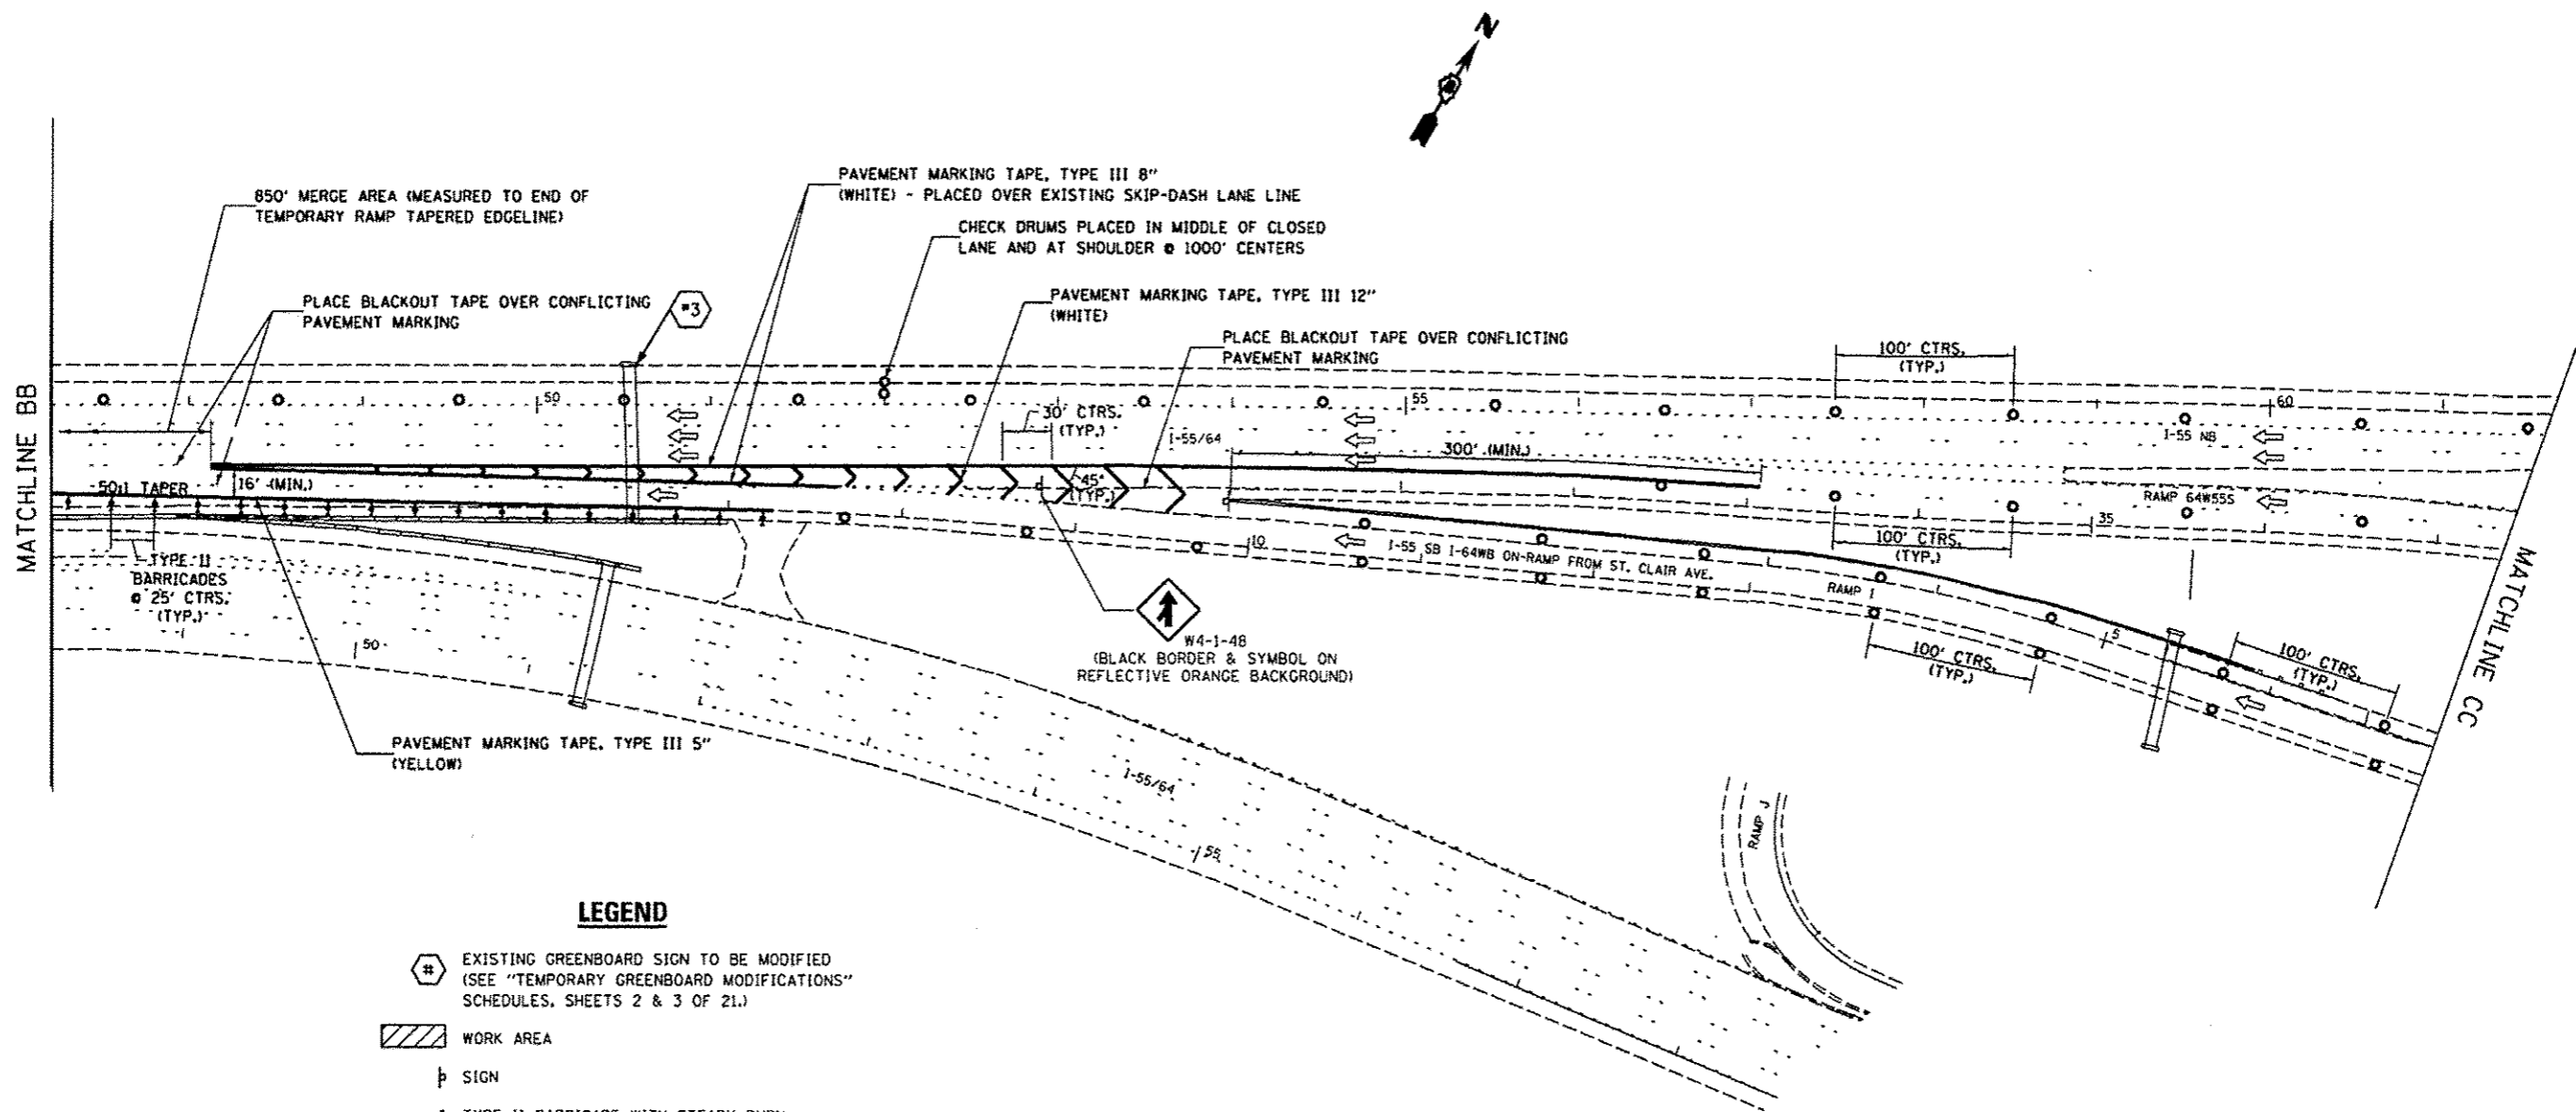 N
850' MERGE AREA (MEASURED TO END OF
TEMPORARY RAMP TAPERED EDGELINE)
PAVEMENT MARKING TAPE, TYPE III 8"
(WHITE) - PLACED OVER EXISTING SKIP-DASH LANE LINE
CHECK DRUMS PLACED IN MIDDLE OF CLOSED
LANE AND AT SHOULDER @ 1000' CENTERS
PLACE BLACKOUT TAPE OVER CONFLICTING
PAVEMENT MARKING
#3
PAVEMENT MARKING TAPE, TYPE III 12"
(WHITE)
PLACE BLACKOUT TAPE OVER CONFLICTING
PAVEMENT MARKING
100' CTRS.
(TYP.)
MATCHLINE BB
50
30' CTRS.
(TYP.)
55
60
I-55/64
I-55 NB
300' (MIN.)
50:1 TAPER
16' (MIN.)
45'
(TYP.)
RAMP 64W55S
35
100' CTRS.
(TYP.)
10
I-55 SB I-64WB ON-RAMP FROM ST. CLAIR AVE.
RAMP I
5
TYPE II
BARRICADES
@ 25' CTRS.
(TYP.)
50
W4-1-48
(BLACK BORDER & SYMBOL ON
REFLECTIVE ORANGE BACKGROUND)
100' CTRS.
(TYP.)
100' CTRS.
(TYP.)
MATCHLINE CC
PAVEMENT MARKING TAPE, TYPE III 5"
(YELLOW)
I-55/64
55
RAMP J
LEGEND
#
EXISTING GREENBOARD SIGN TO BE MODIFIED
(SEE "TEMPORARY GREENBOARD MODIFICATIONS"
SCHEDULES, SHEETS 2 & 3 OF 21.)
WORK AREA
SIGN
TYPE II BARRICADE WITH STEADY BURN